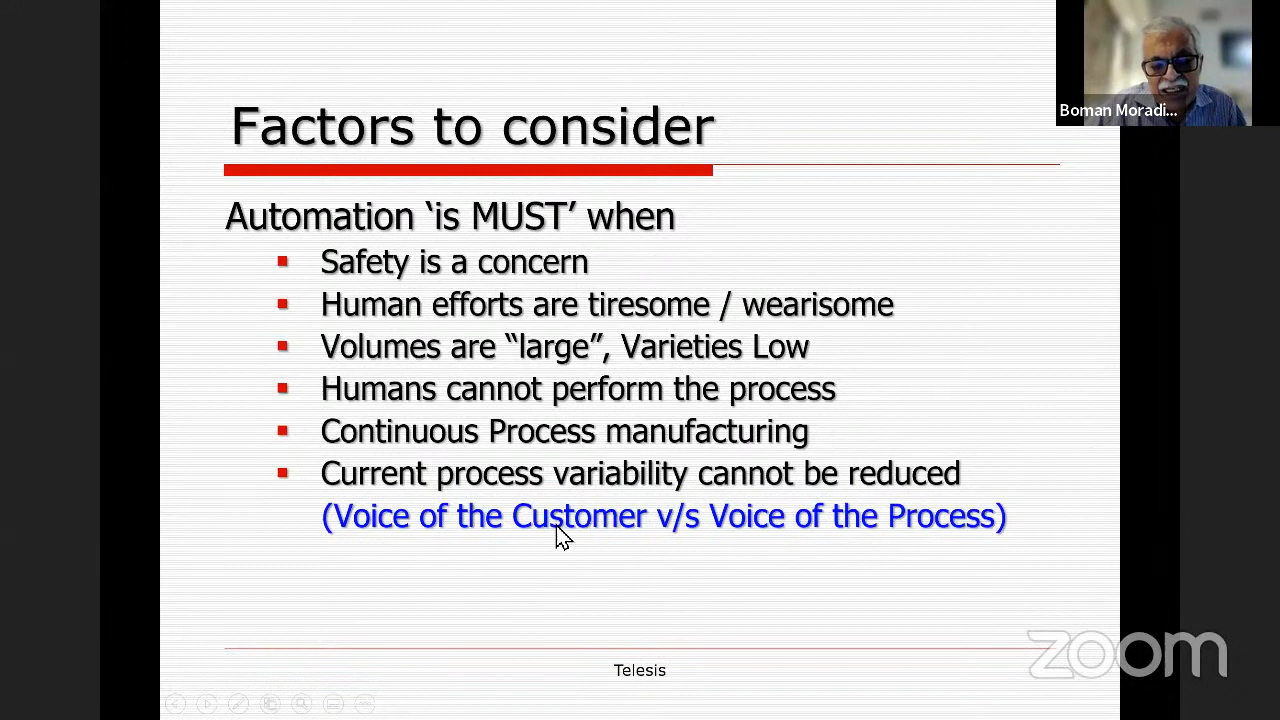 Factors to consider
Boman Moradi...
Automation ‘is MUST’ when
Safety is a concern
Human efforts are tiresome / wearisome
Volumes are “large”, Varieties Low
Humans cannot perform the process
Continuous Process manufacturing
Current process variability cannot be reduced
(Voice of the Customer v/s Voice of the Process)
zoom
Telesis